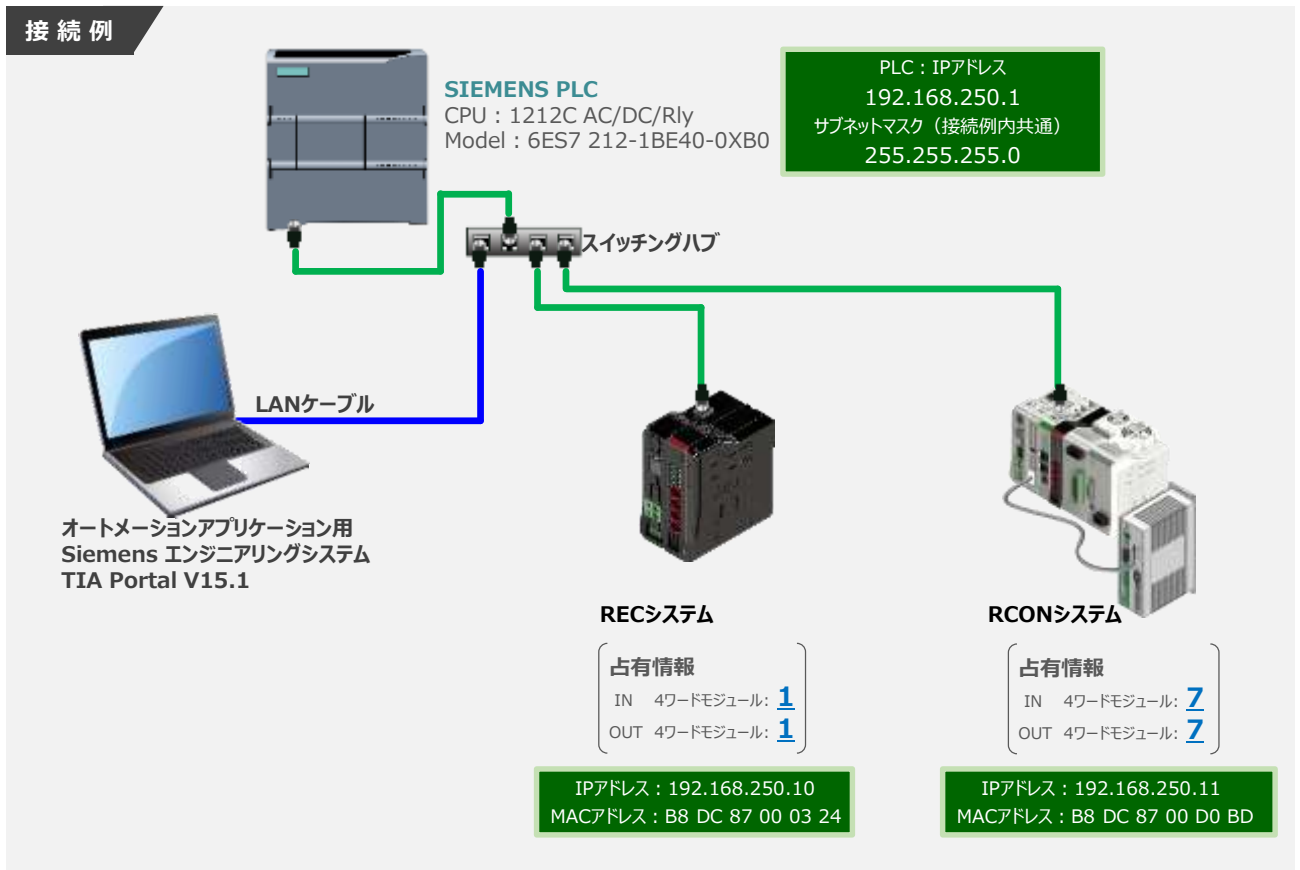 接続例
SIEMENS PLC
CPU : 1212C AC/DC/Rly
Model : 6ES7 212-1BE40-0XB0
PLC : IPアドレス
192.168.250.1
サブネットマスク（接続例内共通）
255.255.255.0
スイッチングハブ
LANケーブル
オートメーションアプリケーション用
Siemens エンジニアリングシステム
TIA Portal V15.1
RECシステム
占有情報
IN 4ワードモジュール: 1
OUT 4ワードモジュール: 1
IPアドレス : 192.168.250.10
MACアドレス : B8 DC 87 00 03 24
RCONシステム
占有情報
IN 4ワードモジュール: 7
OUT 4ワードモジュール: 7
IPアドレス : 192.168.250.11
MACアドレス : B8 DC 87 00 D0 BD